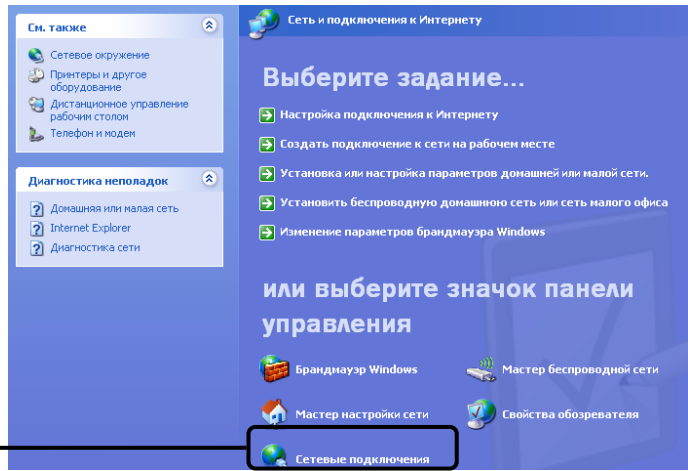 См. также
Сетевое окружение
Принтеры и другое
оборудование
Дистанционное управление
рабочим столом
Телефон и модем
Диагностика неполадок
Домашняя или малая сеть
Internet Explorer
Диагностика сети
Сеть и подключения к Интернету
Выберите задание...
Настройка подключения к Интернету
Создать подключение к сети на рабочем месте
Установка или настройка параметров домашней или малой сети.
Установить беспроводную домашнюю сеть или сеть малого офиса
Изменение параметров брандмауэра Windows
или выберите значок панели
управления
Брандмауэр Windows
Мастер беспроводной сети
Мастер настройки сети
Свойства обозревателя
Сетевые подключения